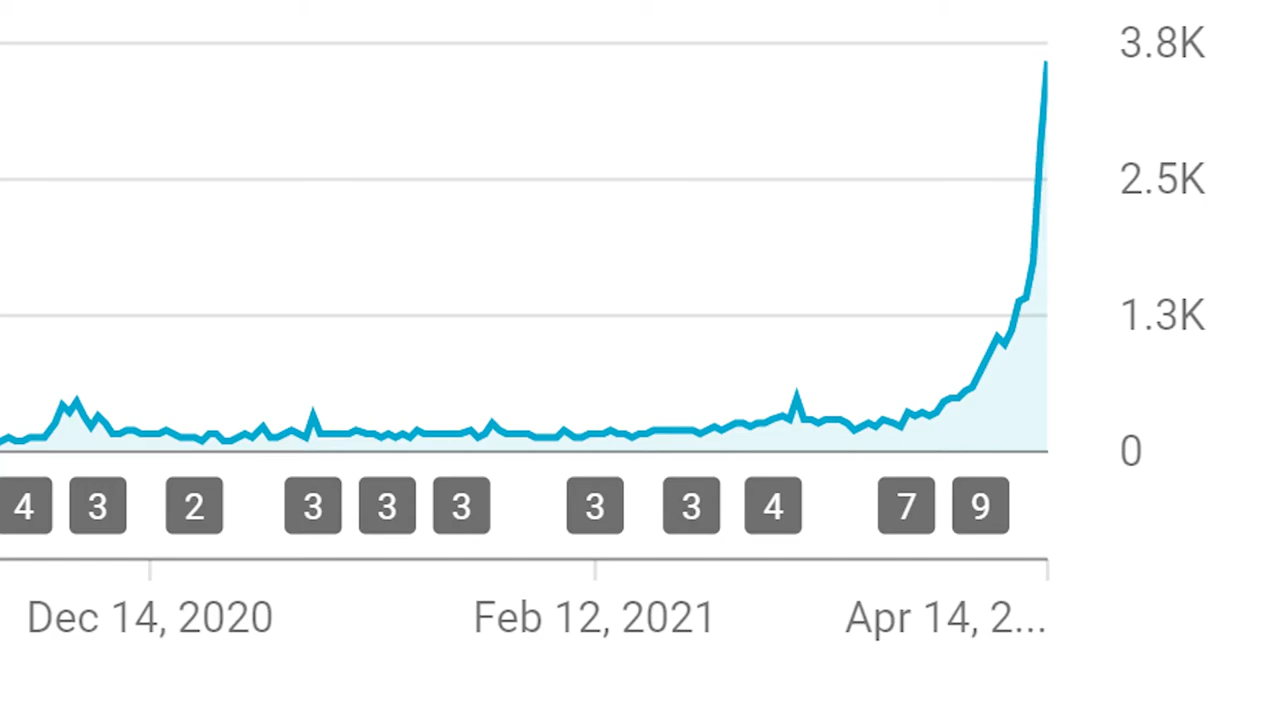 3.8K
2.5K
1.3K
0
4 3 2 3 3 3 3 3 4 7 9
Dec 14, 2020 Feb 12, 2021 Apr 14, 2...